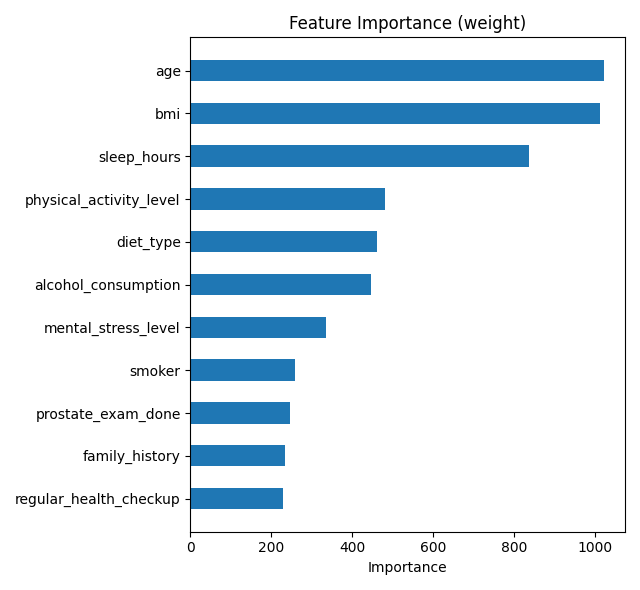 Feature Importance (weight)
age
bmi
sleep_hours
physical_activity_level
diet_type
alcohol_consumption
mental_stress_level
smoker
prostate_exam_done
family_history
regular_health_checkup
0 200 400 600 800 1000
Importance